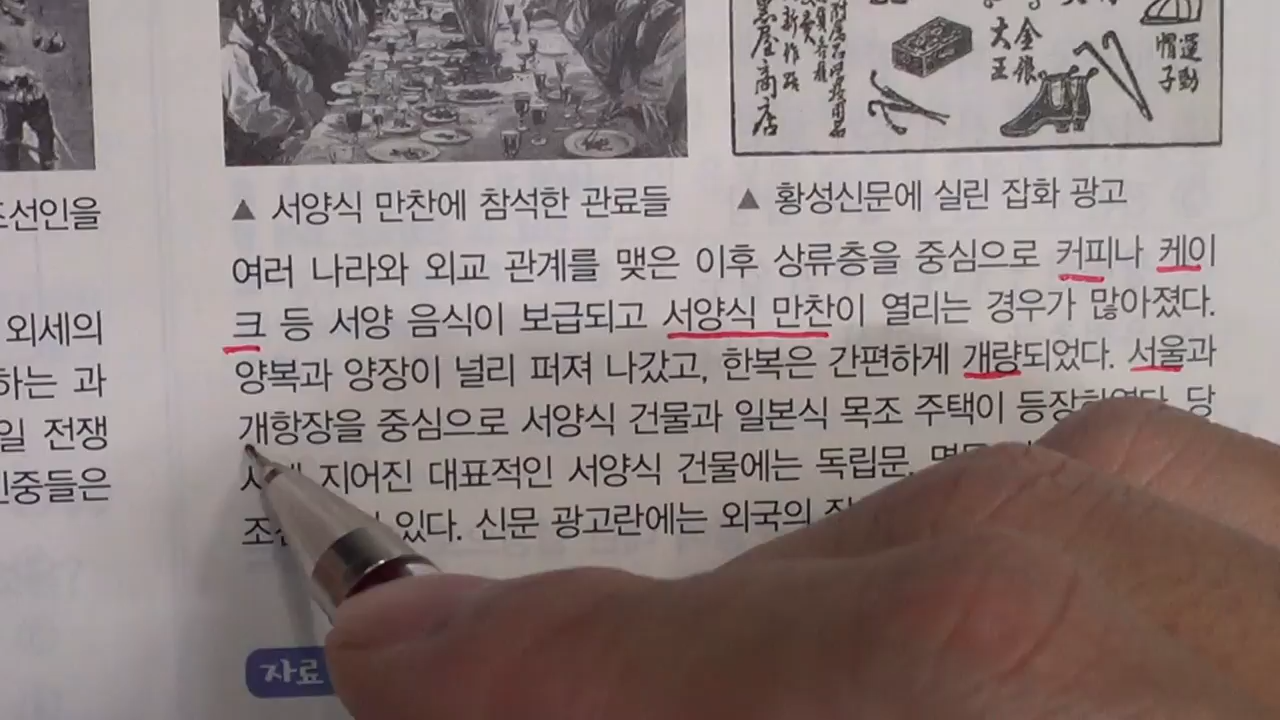 黑屋商店
新作路
大王
金銀
運動
帽子
조선인을
외세의
하는 과
일 전쟁
민중들은
▲ 서양식 만찬에 참석한 관료들
▲ 황성신문에 실린 잡화 광고
여러 나라와 외교 관계를 맺은 이후 상류층을 중심으로 커피나 케이
크 등 서양 음식이 보급되고 서양식 만찬이 열리는 경우가 많아졌다.
양복과 양장이 널리 퍼져 나갔고, 한복은 간편하게 개량되었다. 서울과
개항장을 중심으로 서양식 건물과 일본식 목조 주택이 등장하였다. 당
지어진 대표적인 서양식 건물에는 독립문,
있다. 신문 광고란에는 외국의
자료